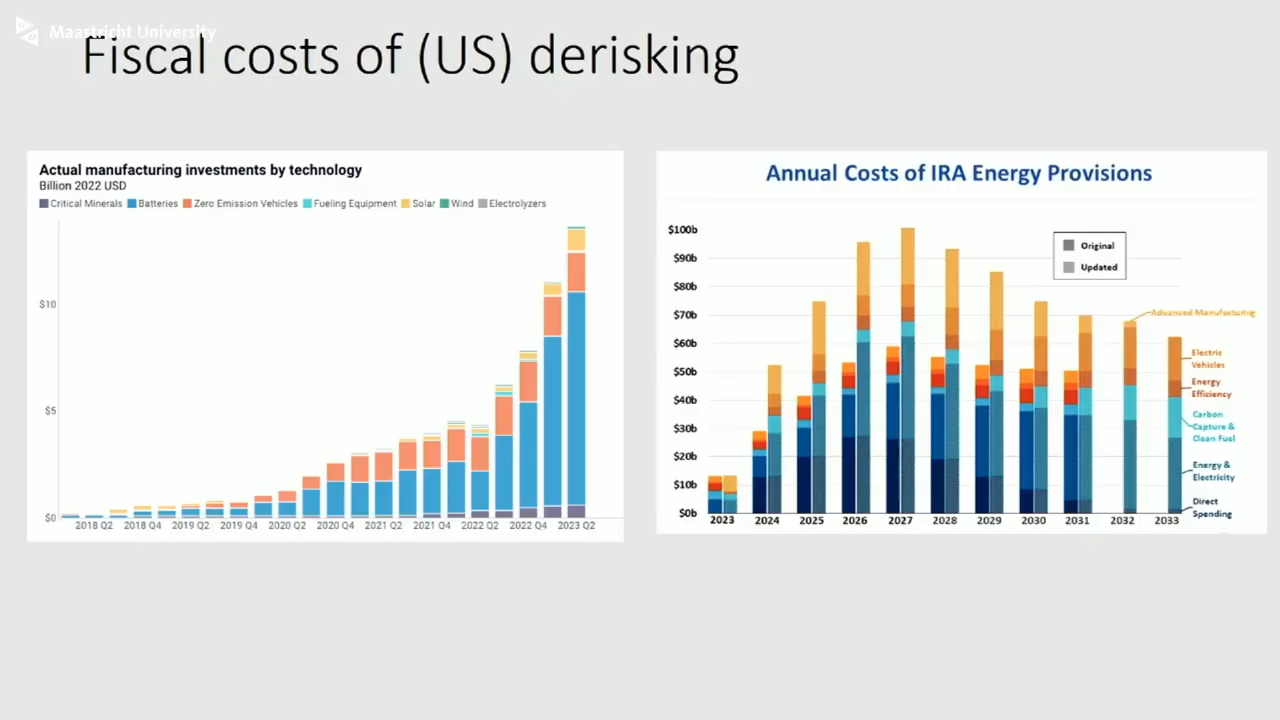 Maastricht University
Fiscal costs of (US) derisking
Actual manufacturing investments by technology
Billion 2022 USD
Critical Minerals Batteries Zero Emission Vehicles Fueling Equipment Solar Wind Electrolyzers
$10
$5
$0
2018 Q2 2018 Q4 2019 Q2 2019 Q4 2020 Q2 2020 Q4 2021 Q2 2021 Q4 2022 Q2 2022 Q4 2023 Q2
Annual Costs of IRA Energy Provisions
$100b
$90b
$80b
$70b
$60b
$50b
$40b
$30b
$20b
$10b
$0b
Original
Updated
Advanced Manufacturing
Electric
Vehicles
Energy
Efficiency
Carbon
Capture &
Clean Fuel
Energy &
Electricity
Direct
Spending
2023 2024 2025 2026 2027 2028 2029 2030 2031 2032 2033